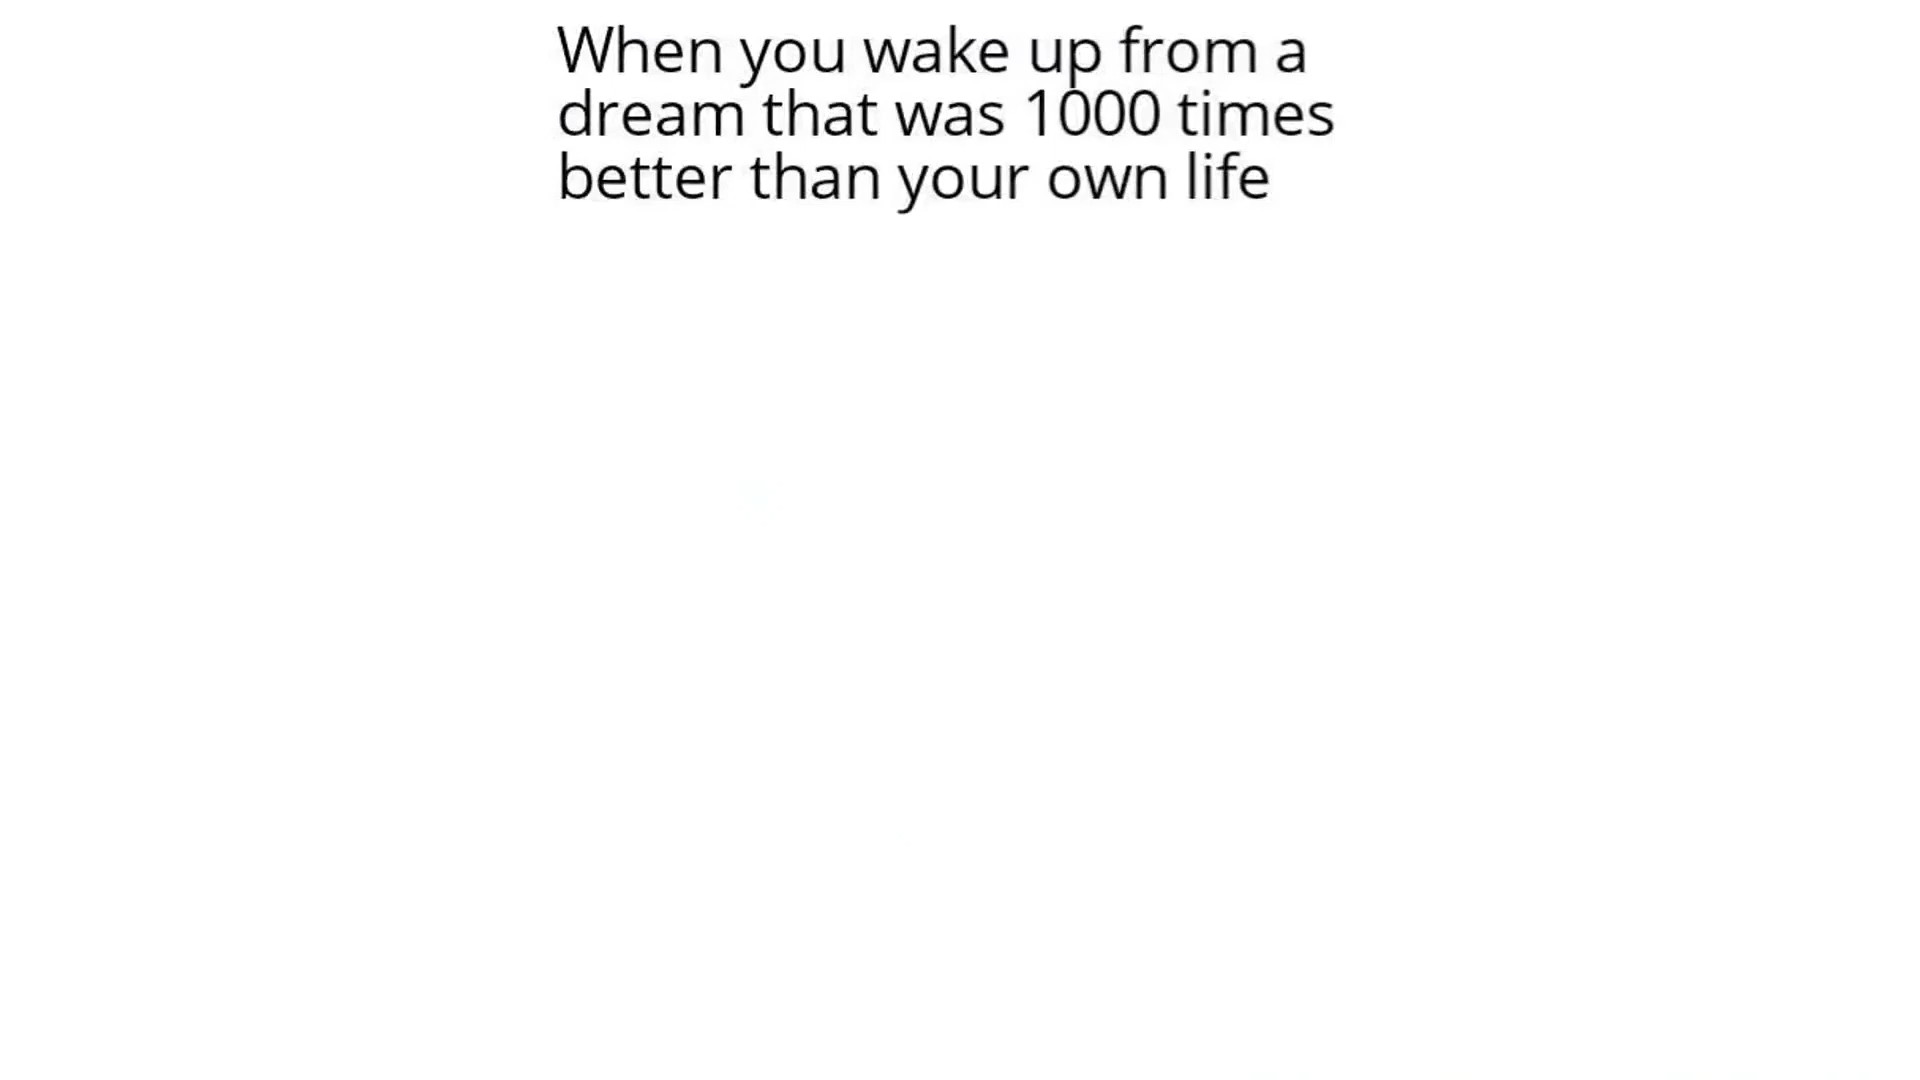 When you wake up from a
dream that was 1000 times
better than your own life